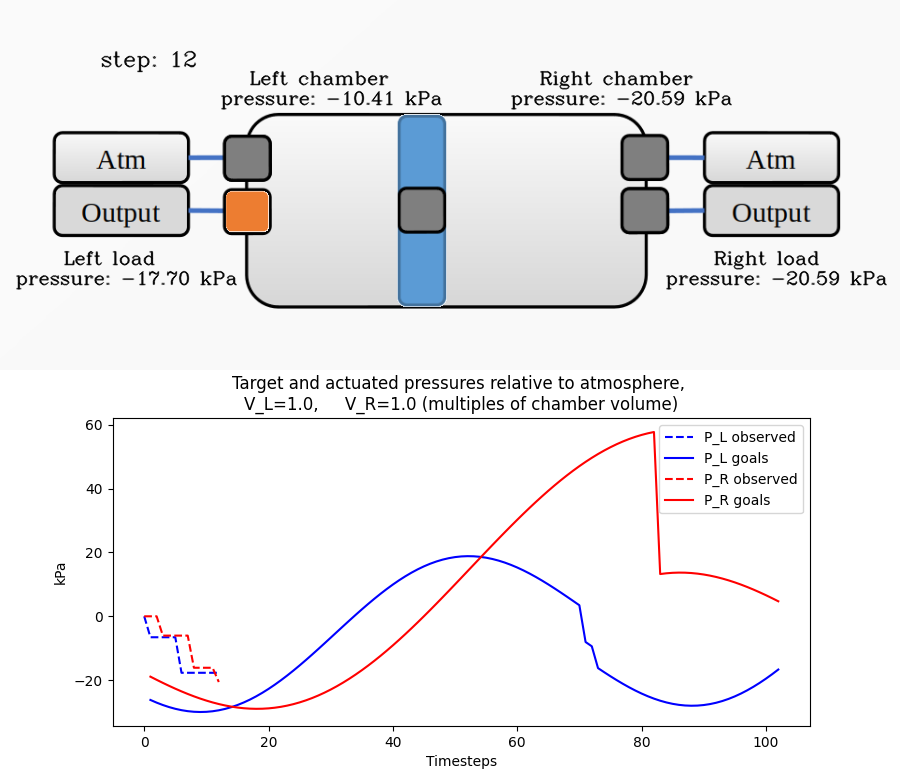 step: 12
Left chamber
pressure: −10.41 kPa
Right chamber
pressure: −20.59 kPa
Atm
Atm
Output
Output
Left load
pressure: −17.70 kPa
Right load
pressure: −20.59 kPa
Target and actuated pressures relative to atmosphere,
V_L=1.0, V_R=1.0 (multiples of chamber volume)
60
40
20
0
−20
kPa
P_L observed
P_L goals
P_R observed
P_R goals
0 20 40 60 80 100
Timesteps